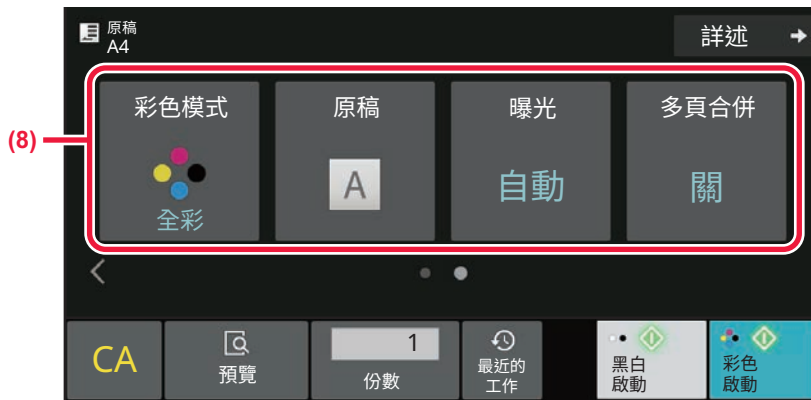 原稿
A4
詳述
(8)
彩色模式
原稿
曝光
多頁合併
A
全彩
自動
關
CA
預覽
1
份數
最近的
工作
黑白
啟動
彩色
啟動